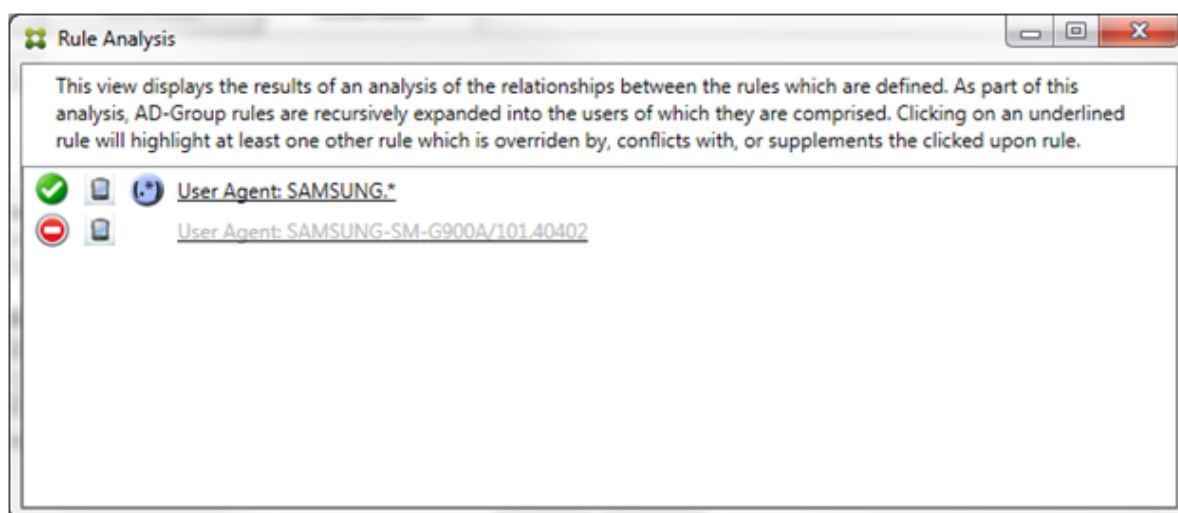 Rule Analysis
This view displays the results of an analysis of the relationships between the rules which are defined. As part of this
analysis, AD-Group rules are recursively expanded into the users of which they are comprised. Clicking on an underlined
rule will highlight at least one other rule which is overriden by, conflicts with, or supplements the clicked upon rule.
(.*) User Agent: SAMSUNG.*
User Agent: SAMSUNG-SM-G900A/101.40402